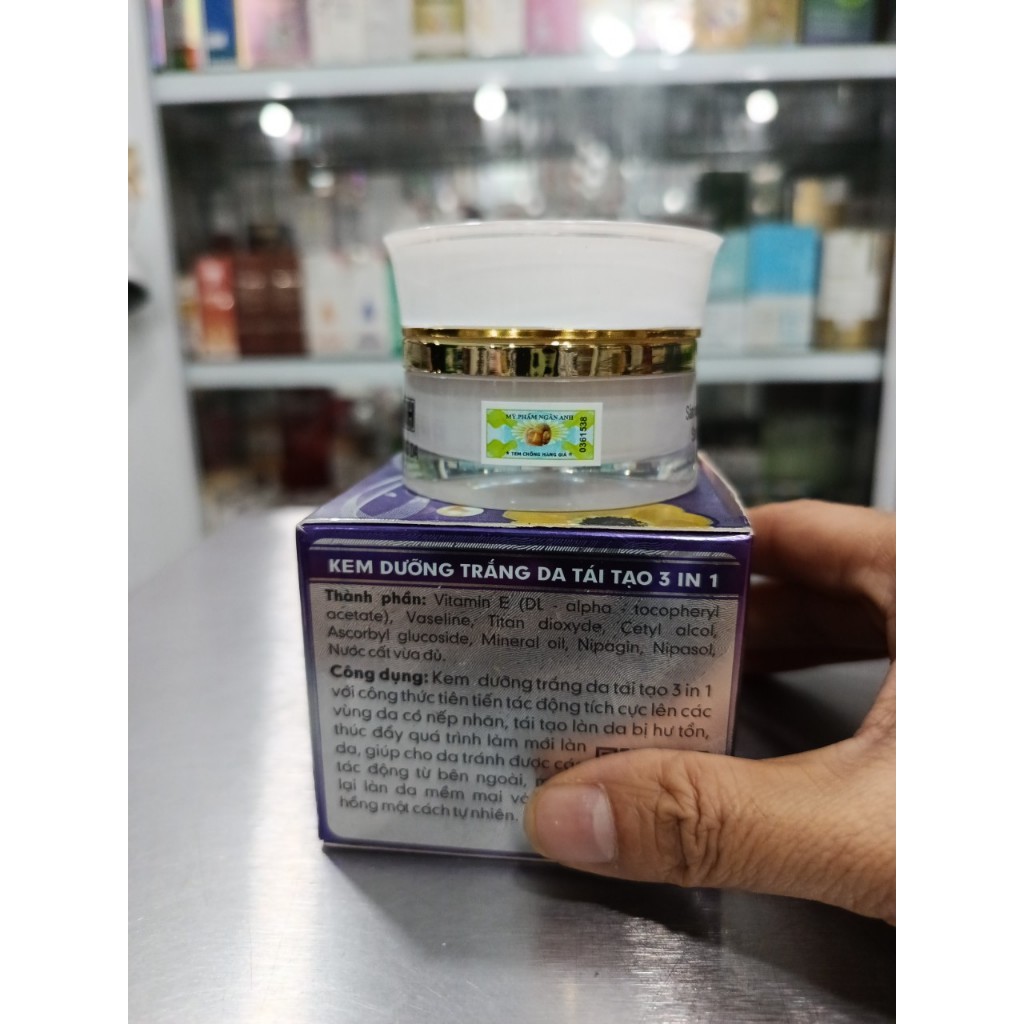 MỸ PHẨM NGÂN ANH
TEM CHỐNG HÀNG GIẢ
0361538
KEM DƯỠNG TRẮNG DA TÁI TẠO 3 IN 1
Thành phần: Vitamin E (DL - alpha - tocopheryl
acetate), Vaseline, Titan dioxyde, Cetyl alcol,
Ascorbyl glucoside, Mineral oil, Nipagin, Nipasol,
Nước cất vừa đủ.
Công dụng: Kem dưỡng trắng da tái tạo 3 in 1
với công thức tiên tiến tác động tích cực lên các
vùng da có nếp nhăn, tái tạo làn da bị hư tổn,
thúc đẩy quá trình làm mới làn
da, giúp cho da tránh được
tác động từ bên ngoài,
lại làn da mềm mại
hồng một cách tự nhiên.